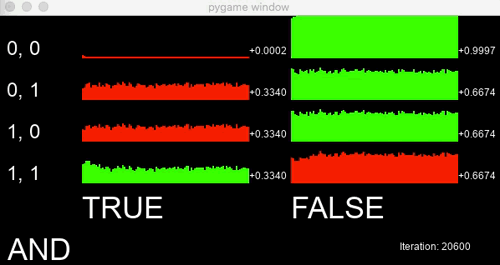 pygame window
0, 0 +0.0002 +0.9997
0, 1 +0.3340 +0.6674
1, 0 +0.3340 +0.6674
1, 1 +0.3340 +0.6674
TRUE FALSE
AND Iteration: 20600